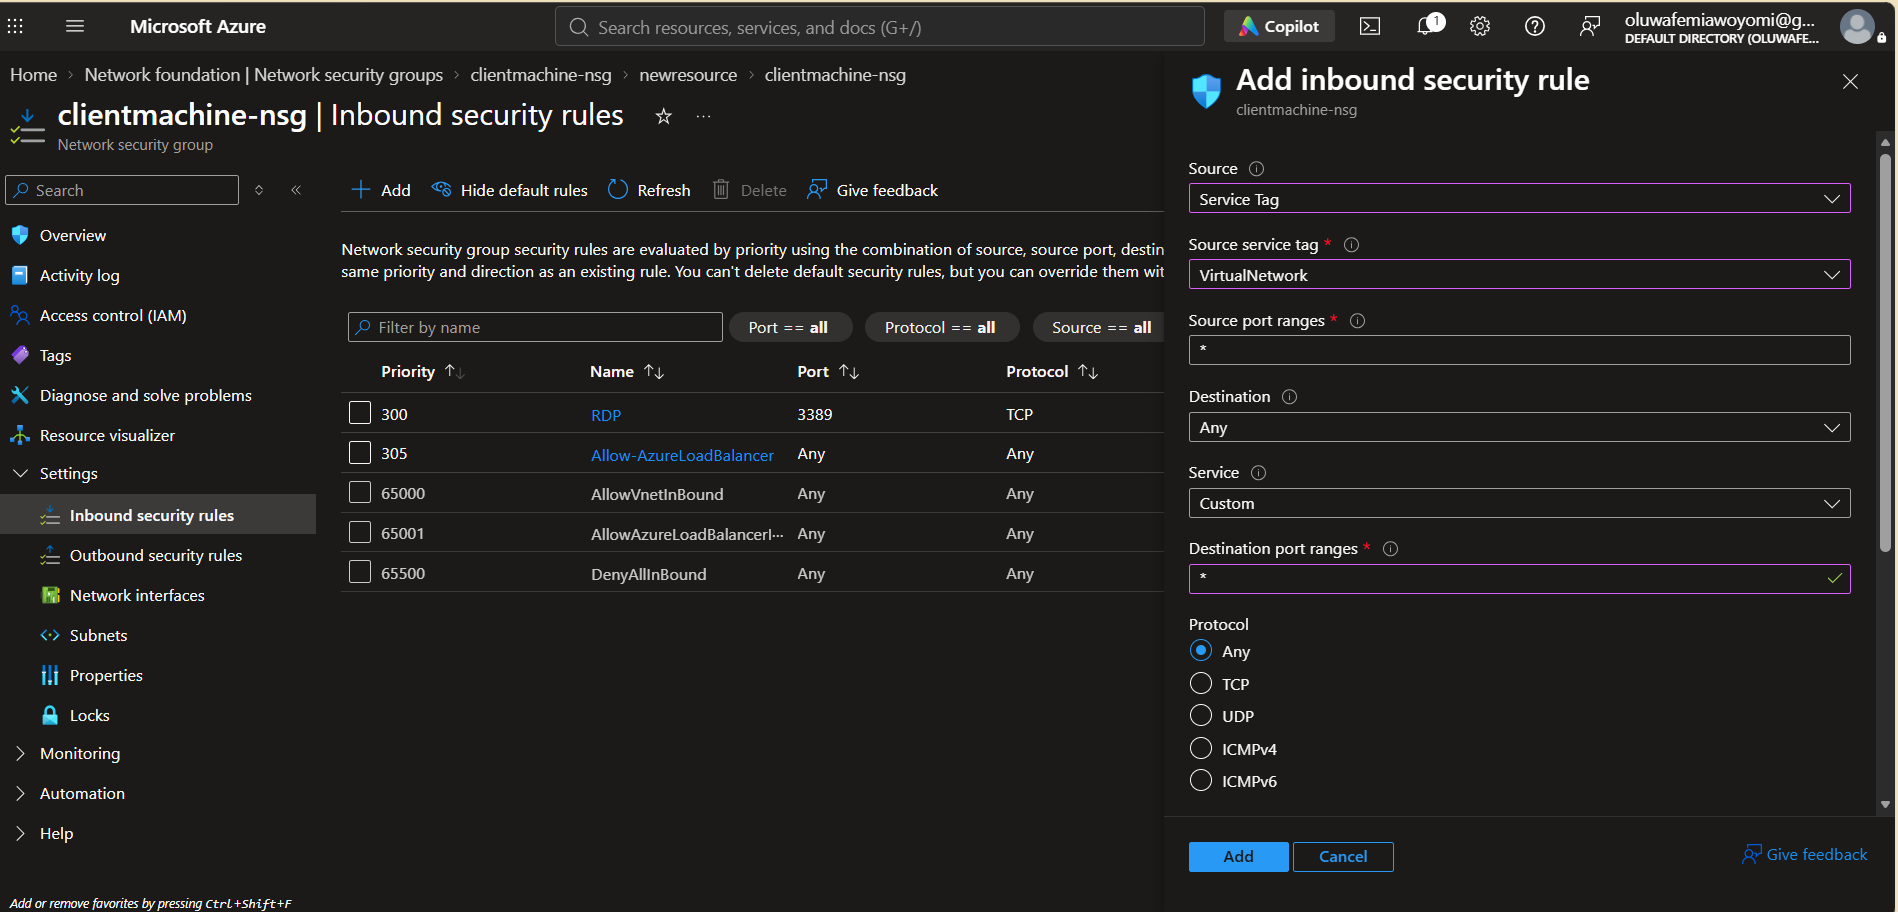 Microsoft Azure
Search resources, services, and docs (G+/)
Copilot
1
oluwafemiawoyomi@g...
DEFAULT DIRECTORY (OLUWAFE...
Home > Network foundation | Network security groups > clientmachine-nsg > newresource > clientmachine-nsg
clientmachine-nsg | Inbound security rules
...
Network security group
Search
Overview
Activity log
Access control (IAM)
Tags
Diagnose and solve problems
Resource visualizer
Settings
Inbound security rules
Outbound security rules
Network interfaces
Subnets
Properties
Locks
Monitoring
Automation
Help
Add or remove favorites by pressing Ctrl+Shift+F
Add Hide default rules Refresh Delete Give feedback
Network security group security rules are evaluated by priority using the combination of source, source port, destin
same priority and direction as an existing rule. You can't delete default security rules, but you can override them wit
Filter by name Port == all Protocol == all Source == all
Priority Name Port Protocol
300 RDP 3389 TCP
305 Allow-AzureLoadBalancer Any Any
65000 AllowVnetInBound Any Any
65001 AllowAzureLoadBalancerI... Any Any
65500 DenyAllInBound Any Any
Add inbound security rule
clientmachine-nsg
Source
Service Tag
Source service tag *
VirtualNetwork
Source port ranges *
*
Destination
Any
Service
Custom
Destination port ranges *
*
Protocol
Any
TCP
UDP
ICMPv4
ICMPv6
Add Cancel Give feedback